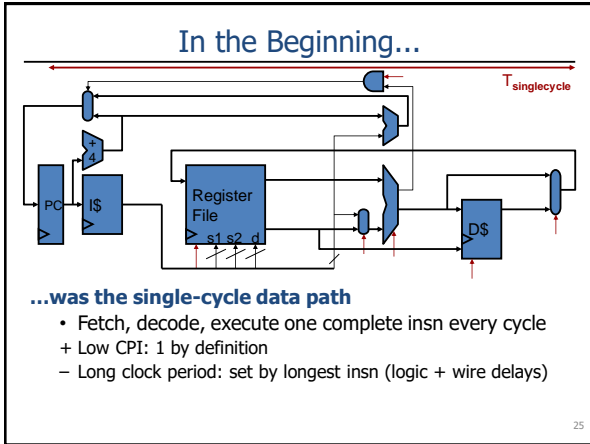 In the Beginning...
T singlecycle
+
4
PC
I$
Register
File
s1 s2 d
D$
...was the single-cycle data path
• Fetch, decode, execute one complete insn every cycle
+ Low CPI: 1 by definition
– Long clock period: set by longest insn (logic + wire delays)
25